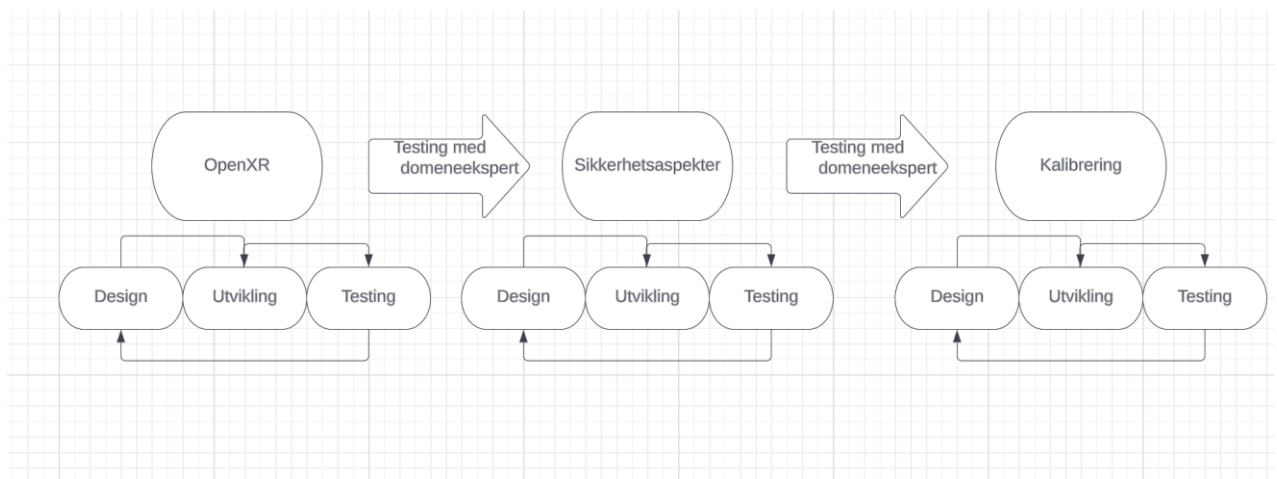 OpenXR
Testing med
domeneekspert
Sikkerhetsaspekter
Testing med
domeneekspert
Kalibrering
Design
Utvikling
Testing
Design
Utvikling
Testing
Design
Utvikling
Testing